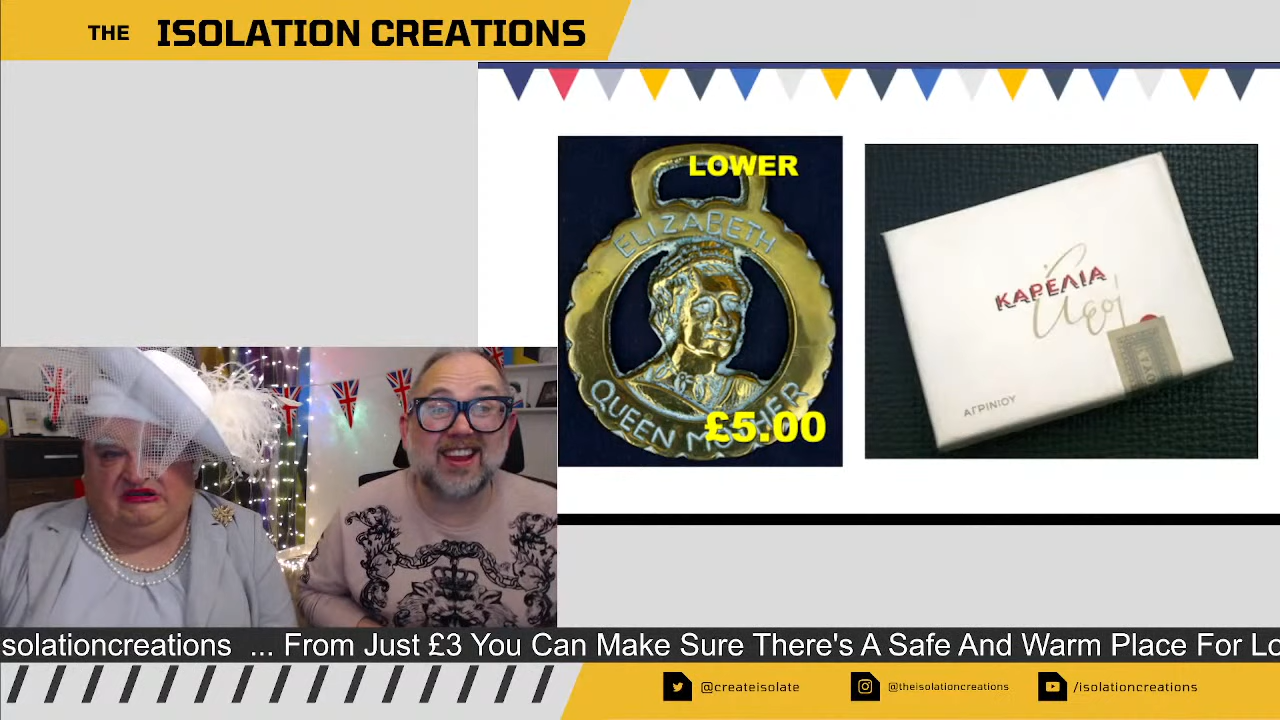 THE ISOLATION CREATIONS
LOWER
ELIZABETH
QUEEN MOTHER
£5.00
ΚΑΡΕΛΙΑ
ΑΓΡΙΝΙΟΥ
solationcreations ... From Just £3 You Can Make Sure There's A Safe And Warm Place For Lo
@createisolate
@theisolationcreations
/isolationcreations